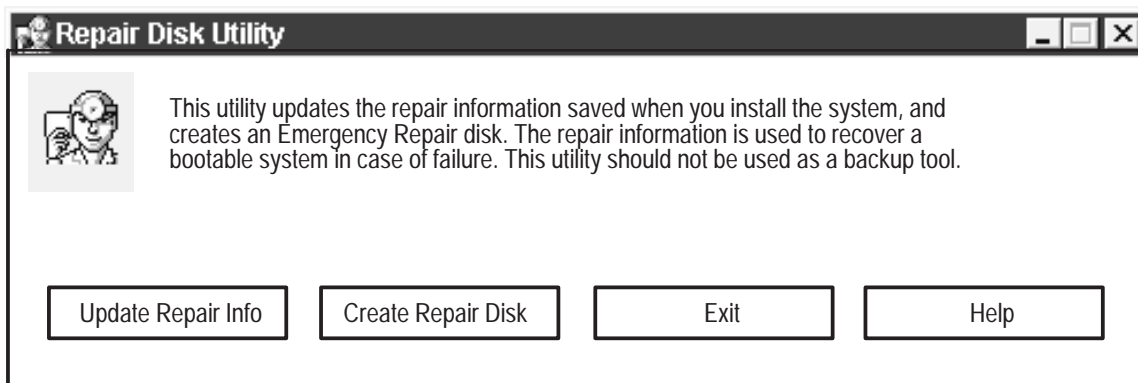 Repair Disk Utility
This utility updates the repair information saved when you install the system, and
creates an Emergency Repair disk. The repair information is used to recover a
bootable system in case of failure. This utility should not be used as a backup tool.
Update Repair Info
Create Repair Disk
Exit
Help